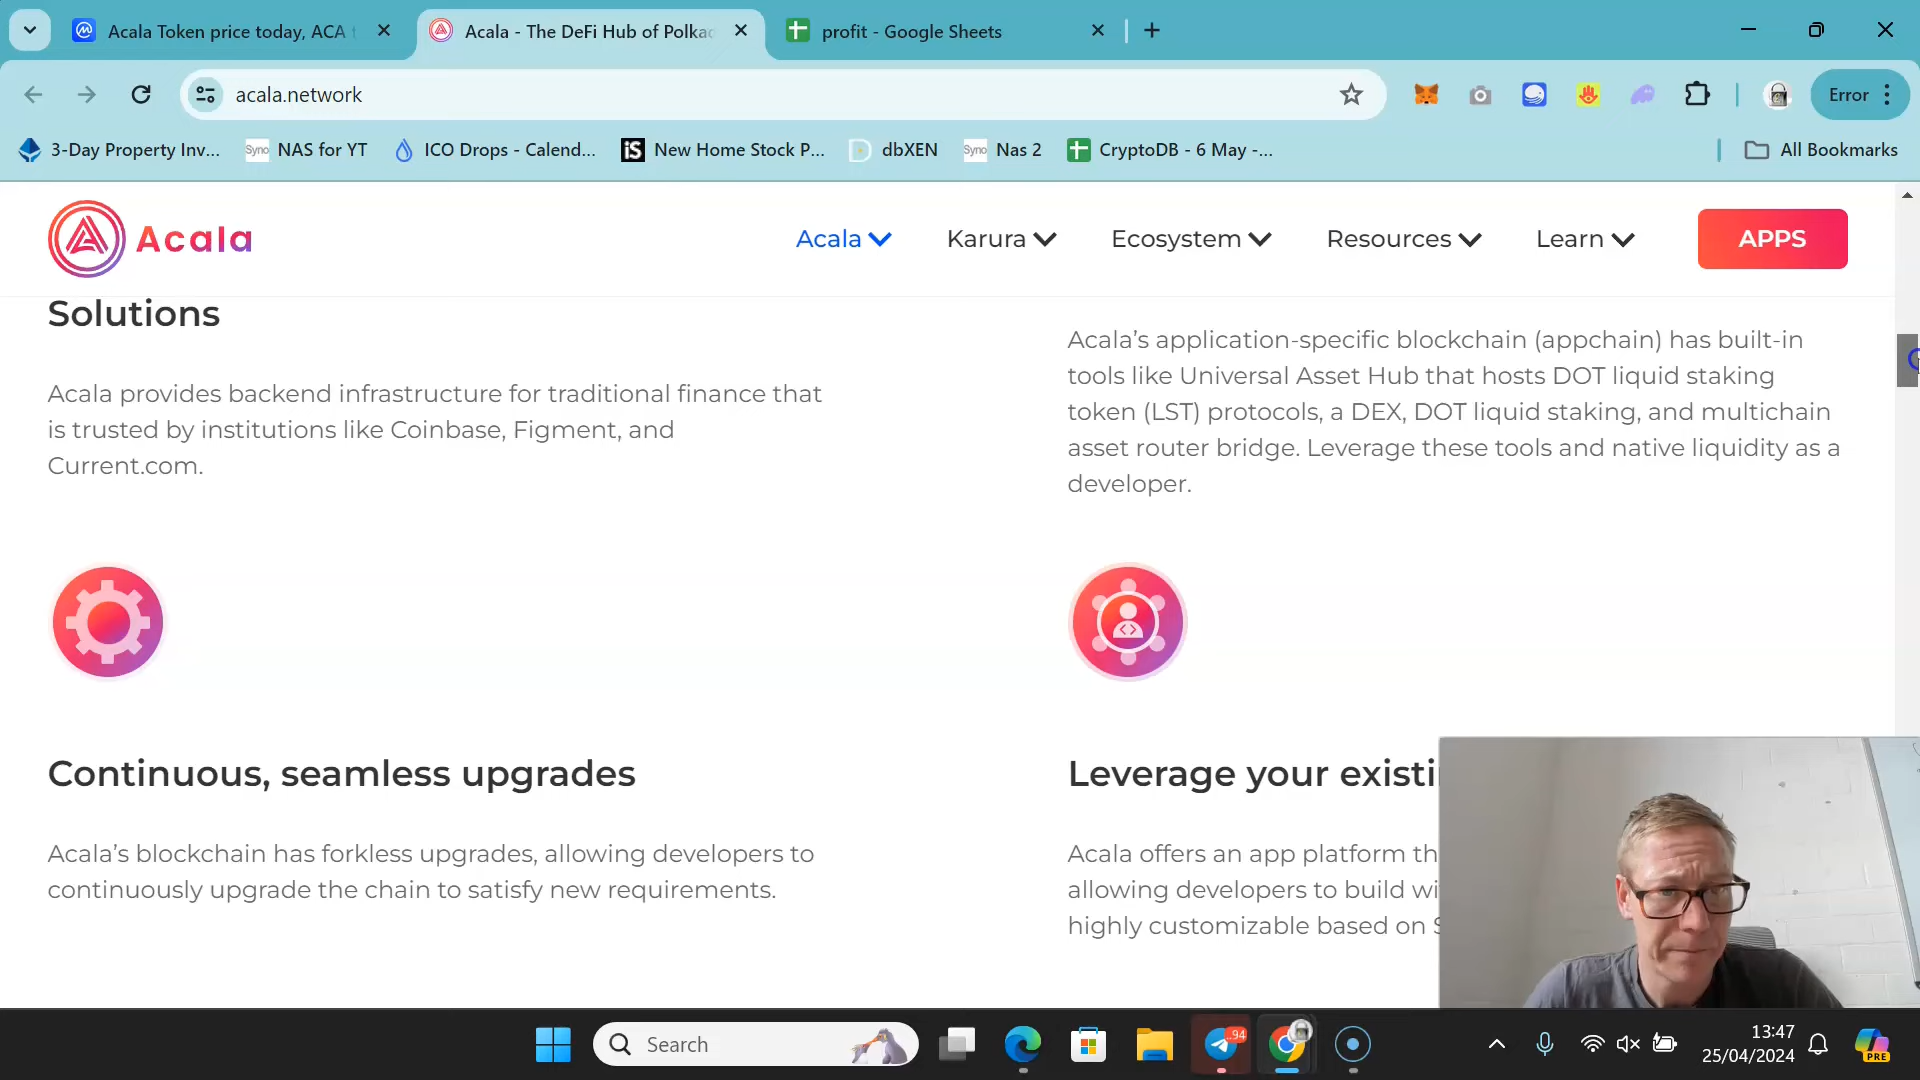 Acala Token price today, ACA
Acala - The DeFi Hub of Polka
profit - Google Sheets
acala.network
Error
3-Day Property Inv...
Syno
NAS for YT
ICO Drops - Calend...
iS
New Home Stock P...
dbXEN
Syno
Nas 2
CryptoDB - 6 May -...
All Bookmarks
Acala
Acala
Karura
Ecosystem
Resources
Learn
APPS
Solutions
Acala provides backend infrastructure for traditional finance that
is trusted by institutions like Coinbase, Figment, and
Current.com.
Acala’s application-specific blockchain (appchain) has built-in
tools like Universal Asset Hub that hosts DOT liquid staking
token (LST) protocols, a DEX, DOT liquid staking, and multichain
asset router bridge. Leverage these tools and native liquidity as a
developer.
Continuous, seamless upgrades
Acala’s blockchain has forkless upgrades, allowing developers to
continuously upgrade the chain to satisfy new requirements.
Leverage your existi
Acala offers an app platform th
allowing developers to build wi
highly customizable based on S
Search
94
13:47
25/04/2024
PRE